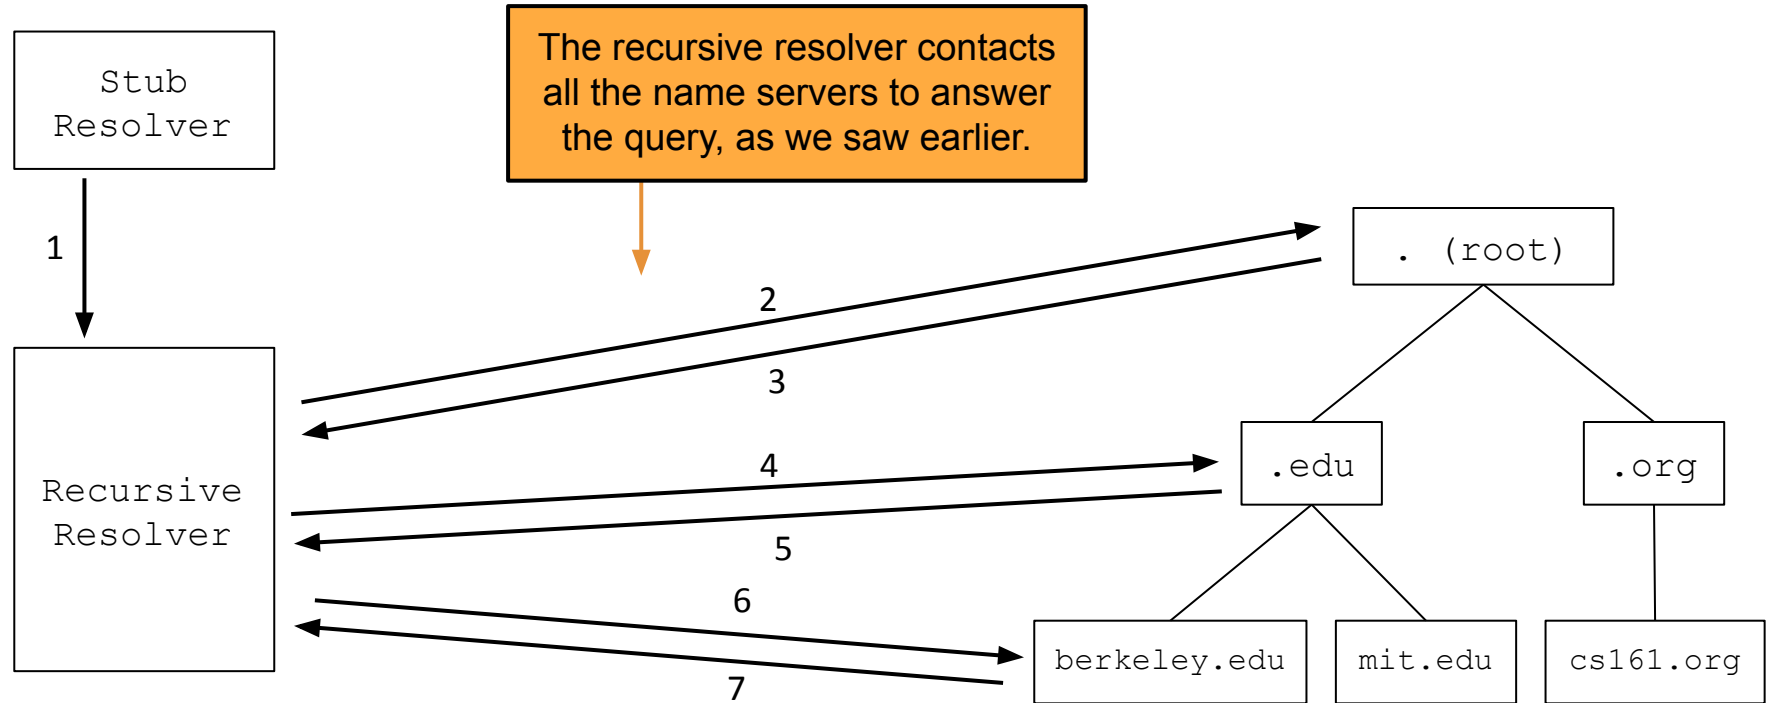 Stub
Resolver
The recursive resolver contacts
all the name servers to answer
the query, as we saw earlier.
1
2
. (root)
3
Recursive
Resolver
4
.edu
.org
5
6
berkeley.edu
mit.edu
cs161.org
7